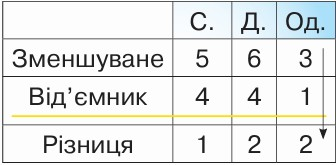 С. Д. Од.
Зменшуване 5 6 3
Від’ємник 4 4 1
Різниця 1 2 2